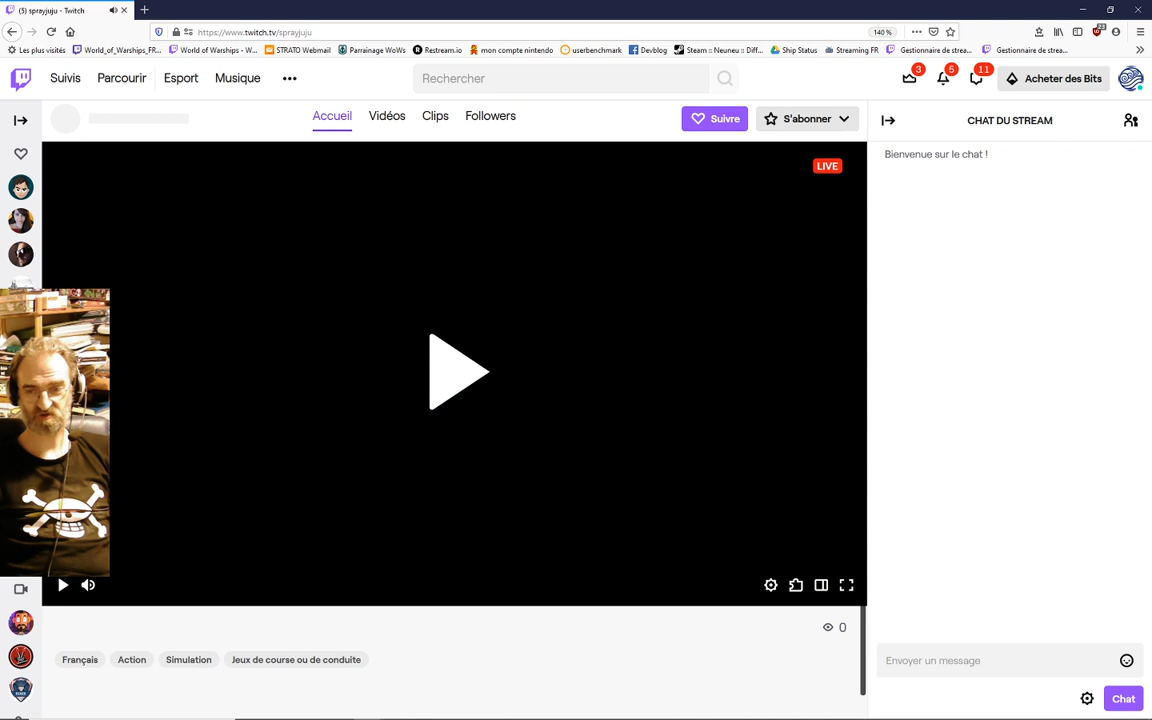 (5) sprayjuju - Twitch
https://www.twitch.tv/sprayjuju
140 %
23
Les plus visités
World_of_Warships_FR...
World of Warships - W...
STRATO Webmail
Parrainage WoWs
Restream.io
mon compte nintendo
userbenchmark
Devblog
Steam :: Neuneu :: Diff...
Ship Status
Streaming FR
Gestionnaire de strea...
Gestionnaire de strea...
Suivis
Parcourir
Esport
Musique
Rechercher
3
5
11
Acheter des Bits
Accueil
Vidéos
Clips
Followers
Suivre
S'abonner
CHAT DU STREAM
LIVE
Bienvenue sur le chat !
0
Français
Action
Simulation
Jeux de course ou de conduite
Envoyer un message
Chat